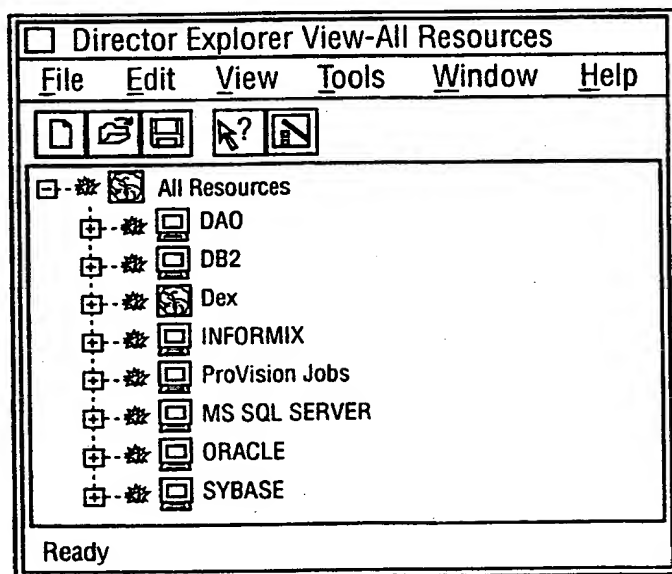 Director Explorer View-All Resources
File Edit View Tools Window Help
?
All Resources
DAO
DB2
Dex
INFORMIX
ProVision Jobs
MS SQL SERVER
ORACLE
SYBASE
Ready